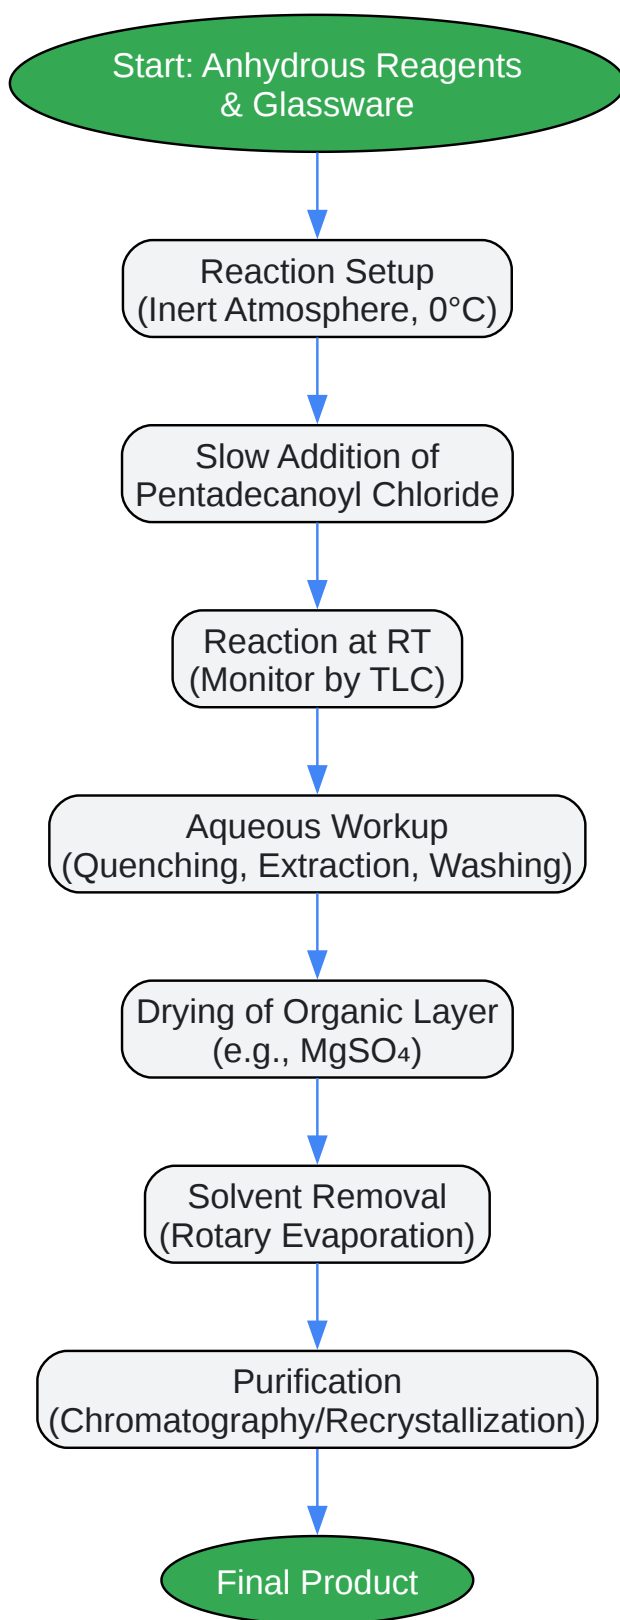 Start: Anhydrous Reagents
& Glassware
Reaction Setup
(Inert Atmosphere, 0°C)
Slow Addition of
Pentadecanoyl Chloride
Reaction at RT
(Monitor by TLC)
Aqueous Workup
(Quenching, Extraction, Washing)
Drying of Organic Layer
(e.g., MgSO₄)
Solvent Removal
(Rotary Evaporation)
Purification
(Chromatography/Recrystallization)
Final Product